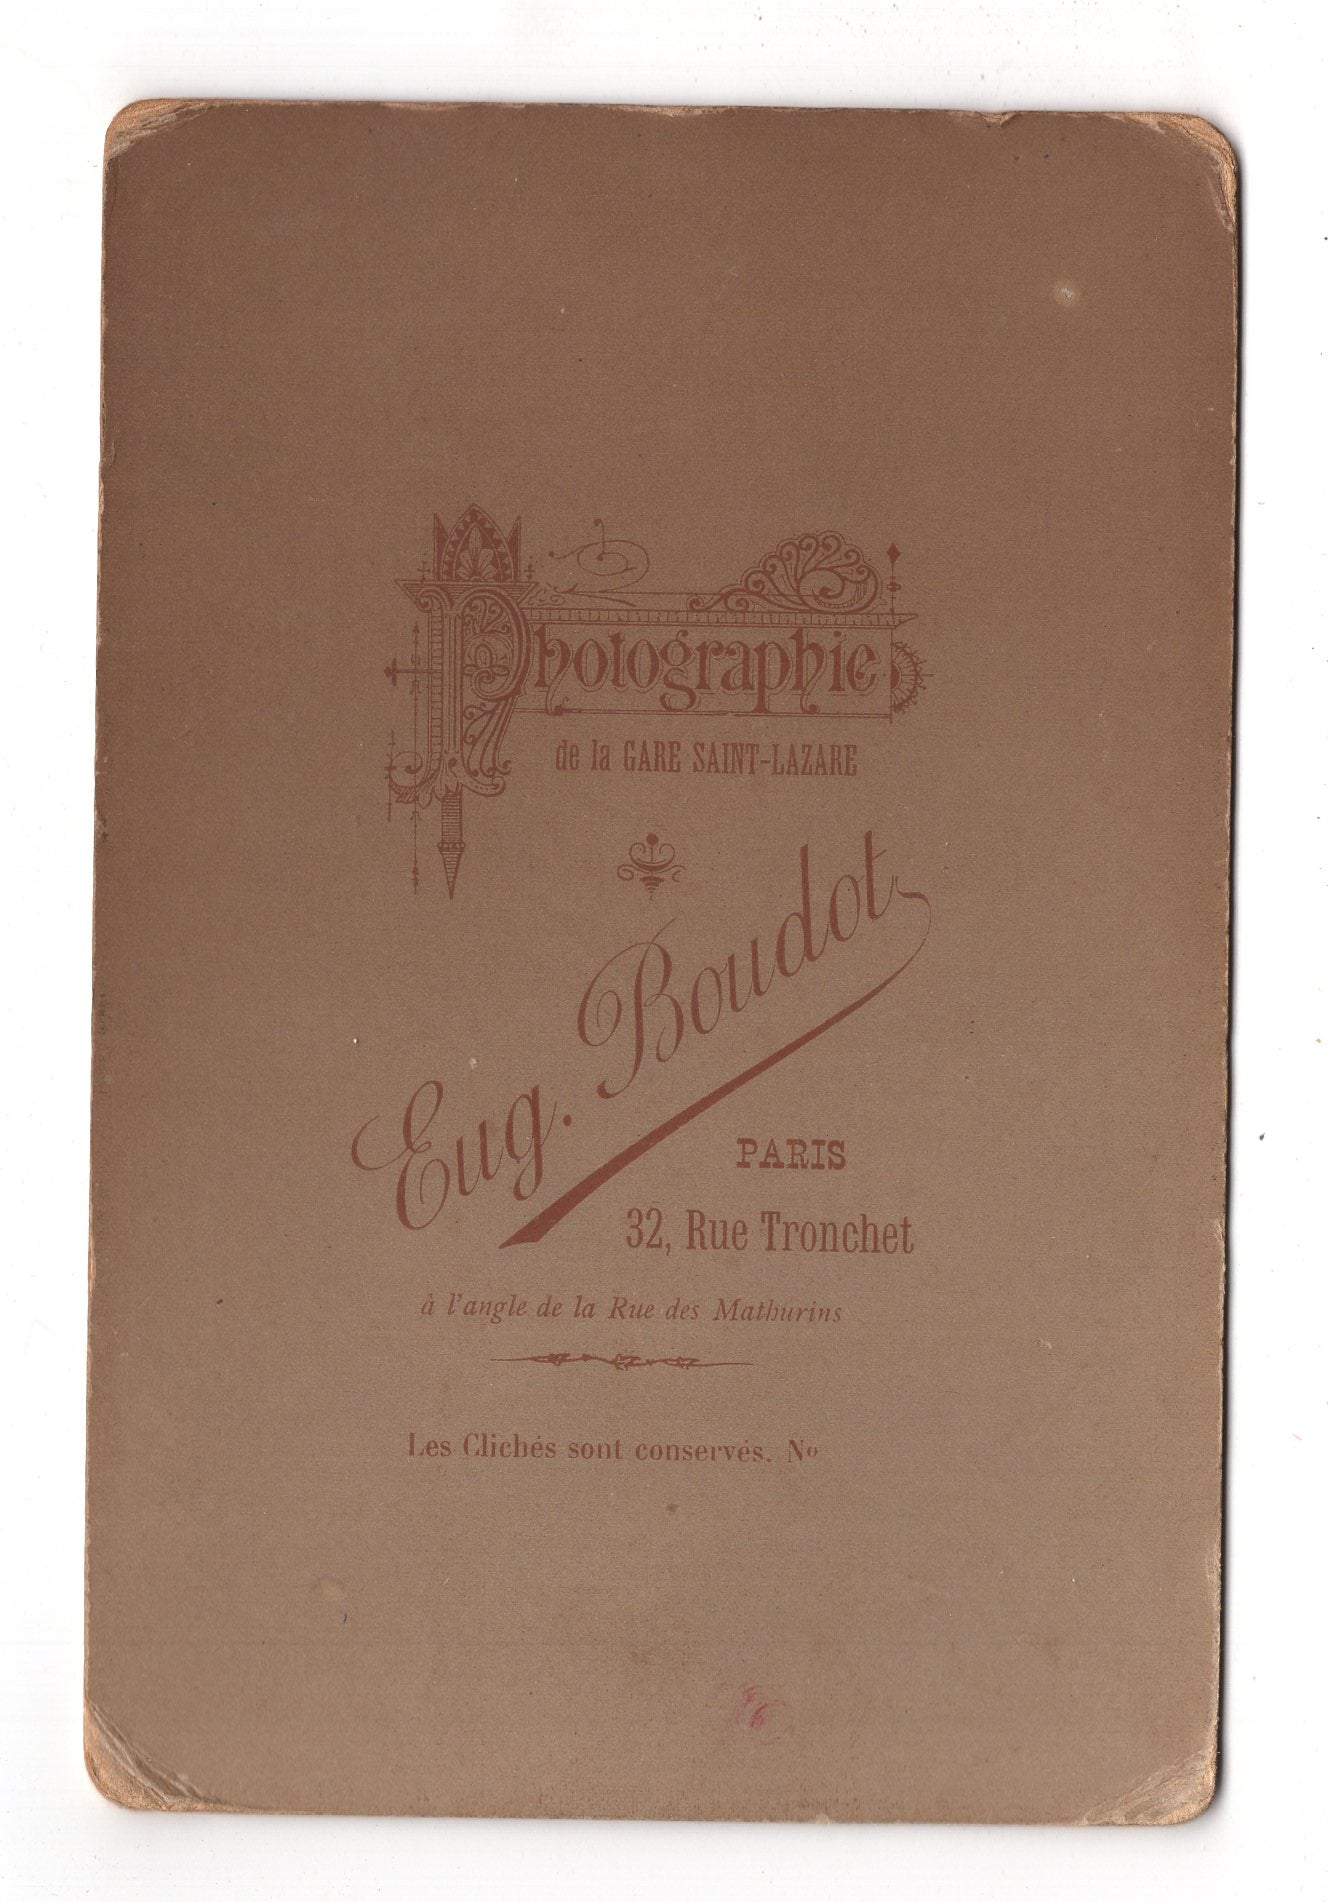 Photographie
de la GARE SAINT-LAZARE
Eug. Boudot
PARIS
32, Rue Tronchet
à l'angle de la Rue des Mathurins
Les Clichés sont conservés. Nº